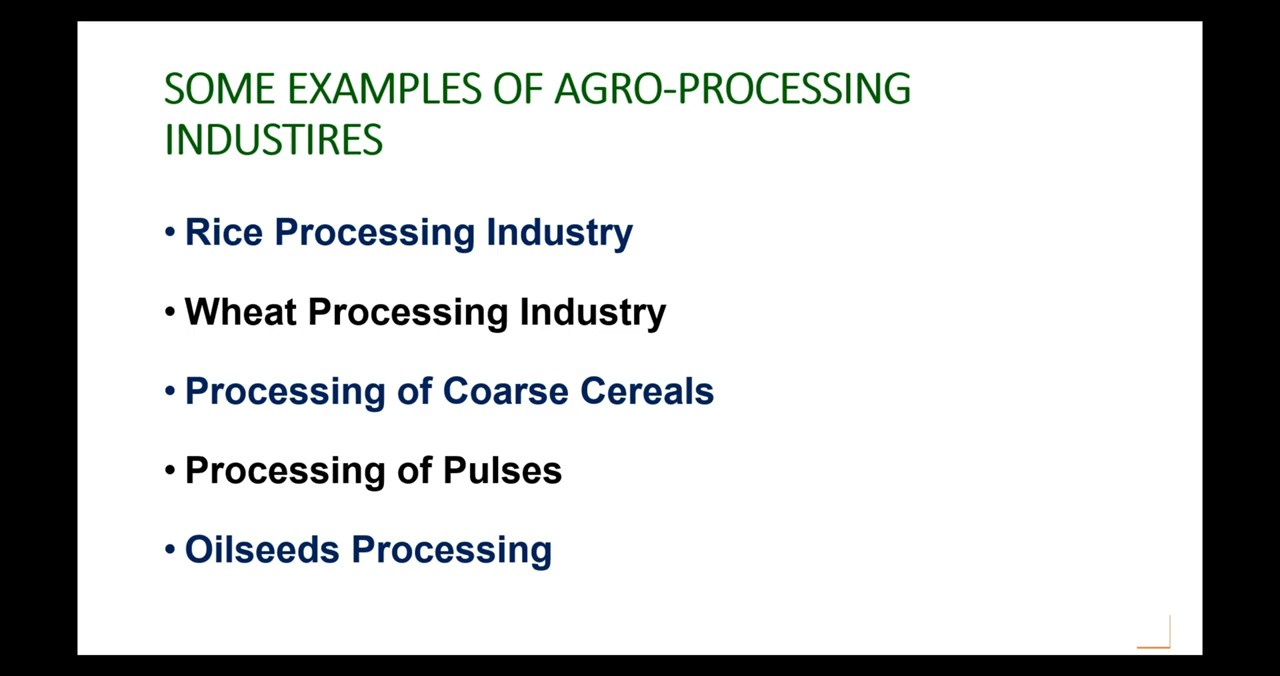 SOME EXAMPLES OF AGRO-PROCESSING
INDUSTIRES
• Rice Processing Industry
• Wheat Processing Industry
• Processing of Coarse Cereals
• Processing of Pulses
• Oilseeds Processing